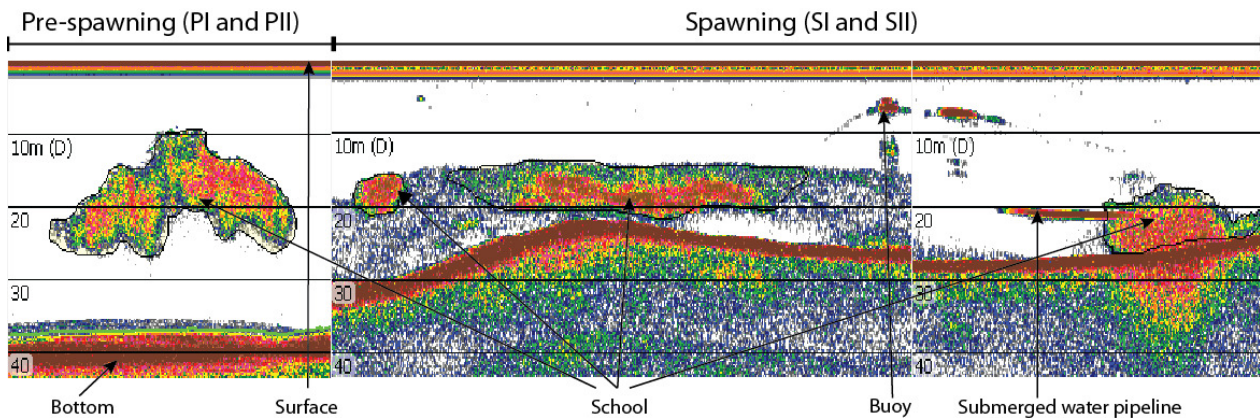 Pre-spawning (PI and PII)
Spawning (SI and SII)
10m (D)
20
30
40
10m (D)
20
30
40
10m (D)
20
30
40
Bottom
Surface
School
Buoy
Submerged water pipeline